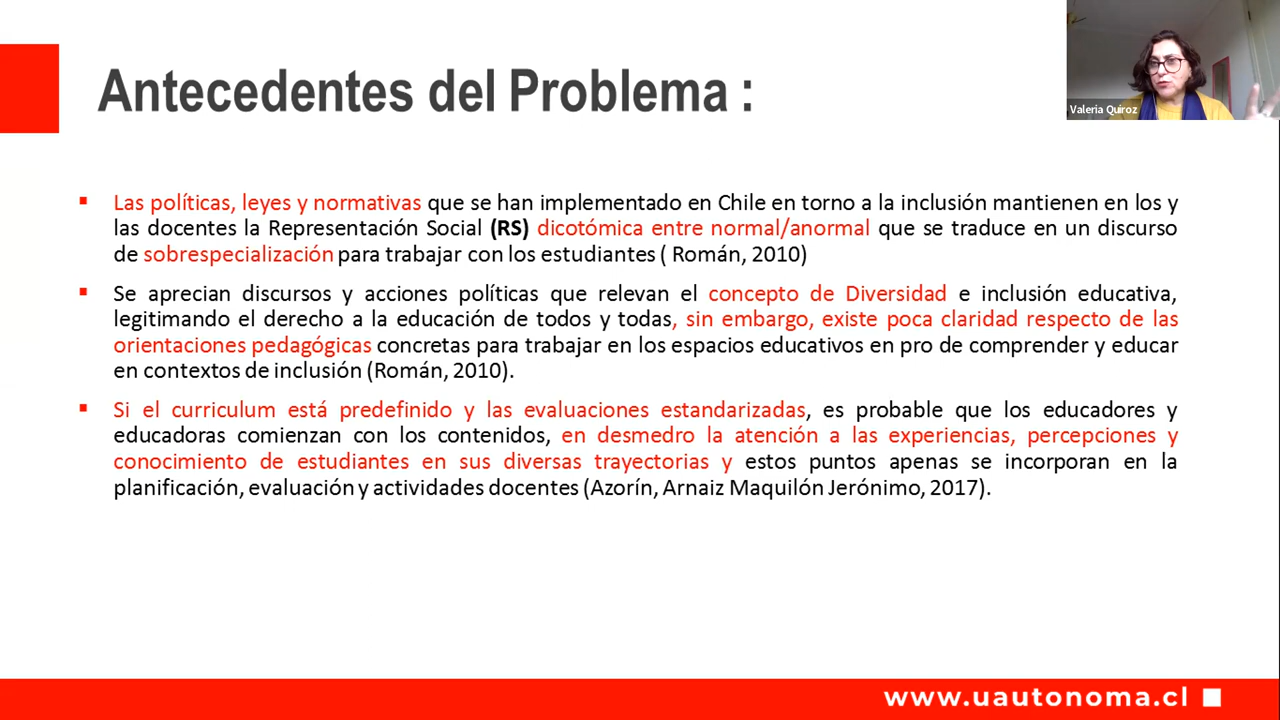 Antecedentes del Problema :
Valeria Quiroz
Las políticas, leyes y normativas que se han implementado en Chile en torno a la inclusión mantienen en los y
las docentes la Representación Social (RS) dicotómica entre normal/anormal que se traduce en un discurso
de sobrespecialización para trabajar con los estudiantes ( Román, 2010)
Se aprecian discursos y acciones políticas que relevan el concepto de Diversidad e inclusión educativa,
legitimando el derecho a la educación de todos y todas, sin embargo, existe poca claridad respecto de las
orientaciones pedagógicas concretas para trabajar en los espacios educativos en pro de comprender y educar
en contextos de inclusión (Román, 2010).
Si el curriculum está predefinido y las evaluaciones estandarizadas, es probable que los educadores y
educadoras comienzan con los contenidos, en desmedro la atención a las experiencias, percepciones y
conocimiento de estudiantes en sus diversas trayectorias y estos puntos apenas se incorporan en la
planificación, evaluación y actividades docentes (Azorín, Arnaiz Maquilón Jerónimo, 2017).
www.uautonoma.cl